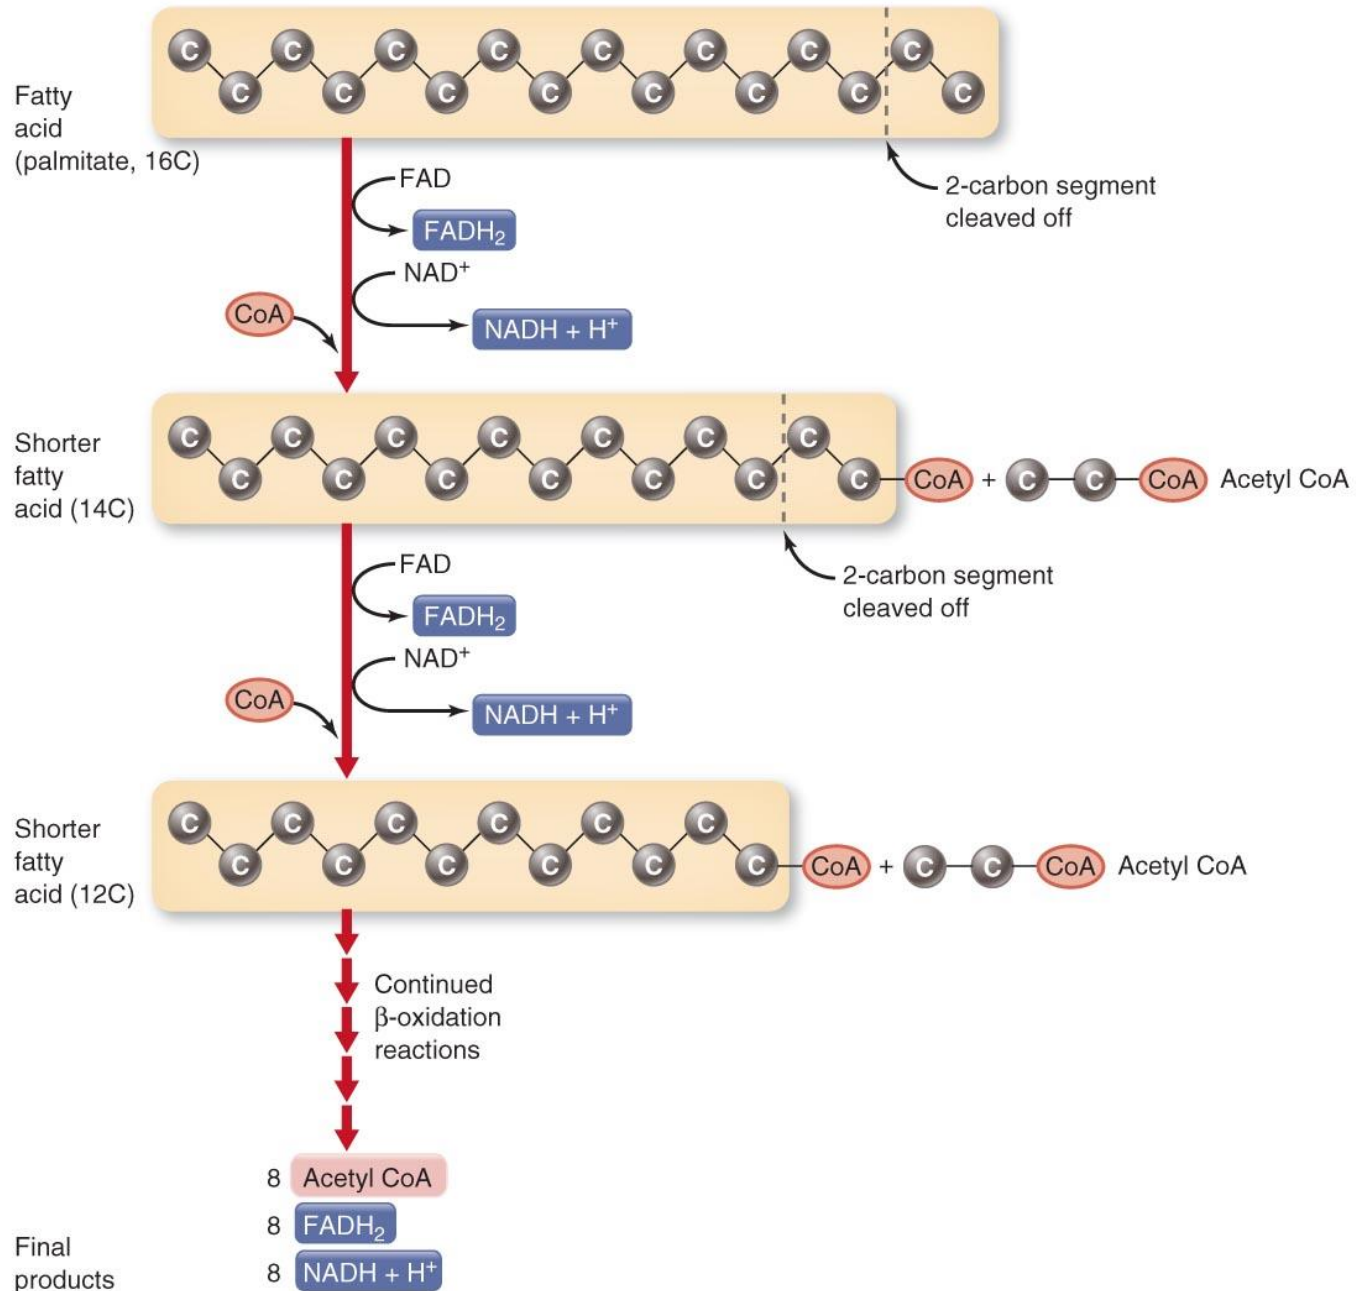 C C C C C C C C
C C C C C C C C
Fatty
acid
(palmitate, 16C)
2-carbon segment
cleaved off
FAD
FADH₂
NAD⁺
CoA
NADH + H⁺
C C C C C C C
C C C C C C C
Shorter
fatty
acid (14C)
CoA + C C CoA Acetyl CoA
2-carbon segment
cleaved off
FAD
FADH₂
NAD⁺
CoA
NADH + H⁺
C C C C C C
C C C C C C
Shorter
fatty
acid (12C)
CoA + C C CoA Acetyl CoA
Continued
β-oxidation
reactions
8 Acetyl CoA
8 FADH₂
8 NADH + H⁺
Final
products